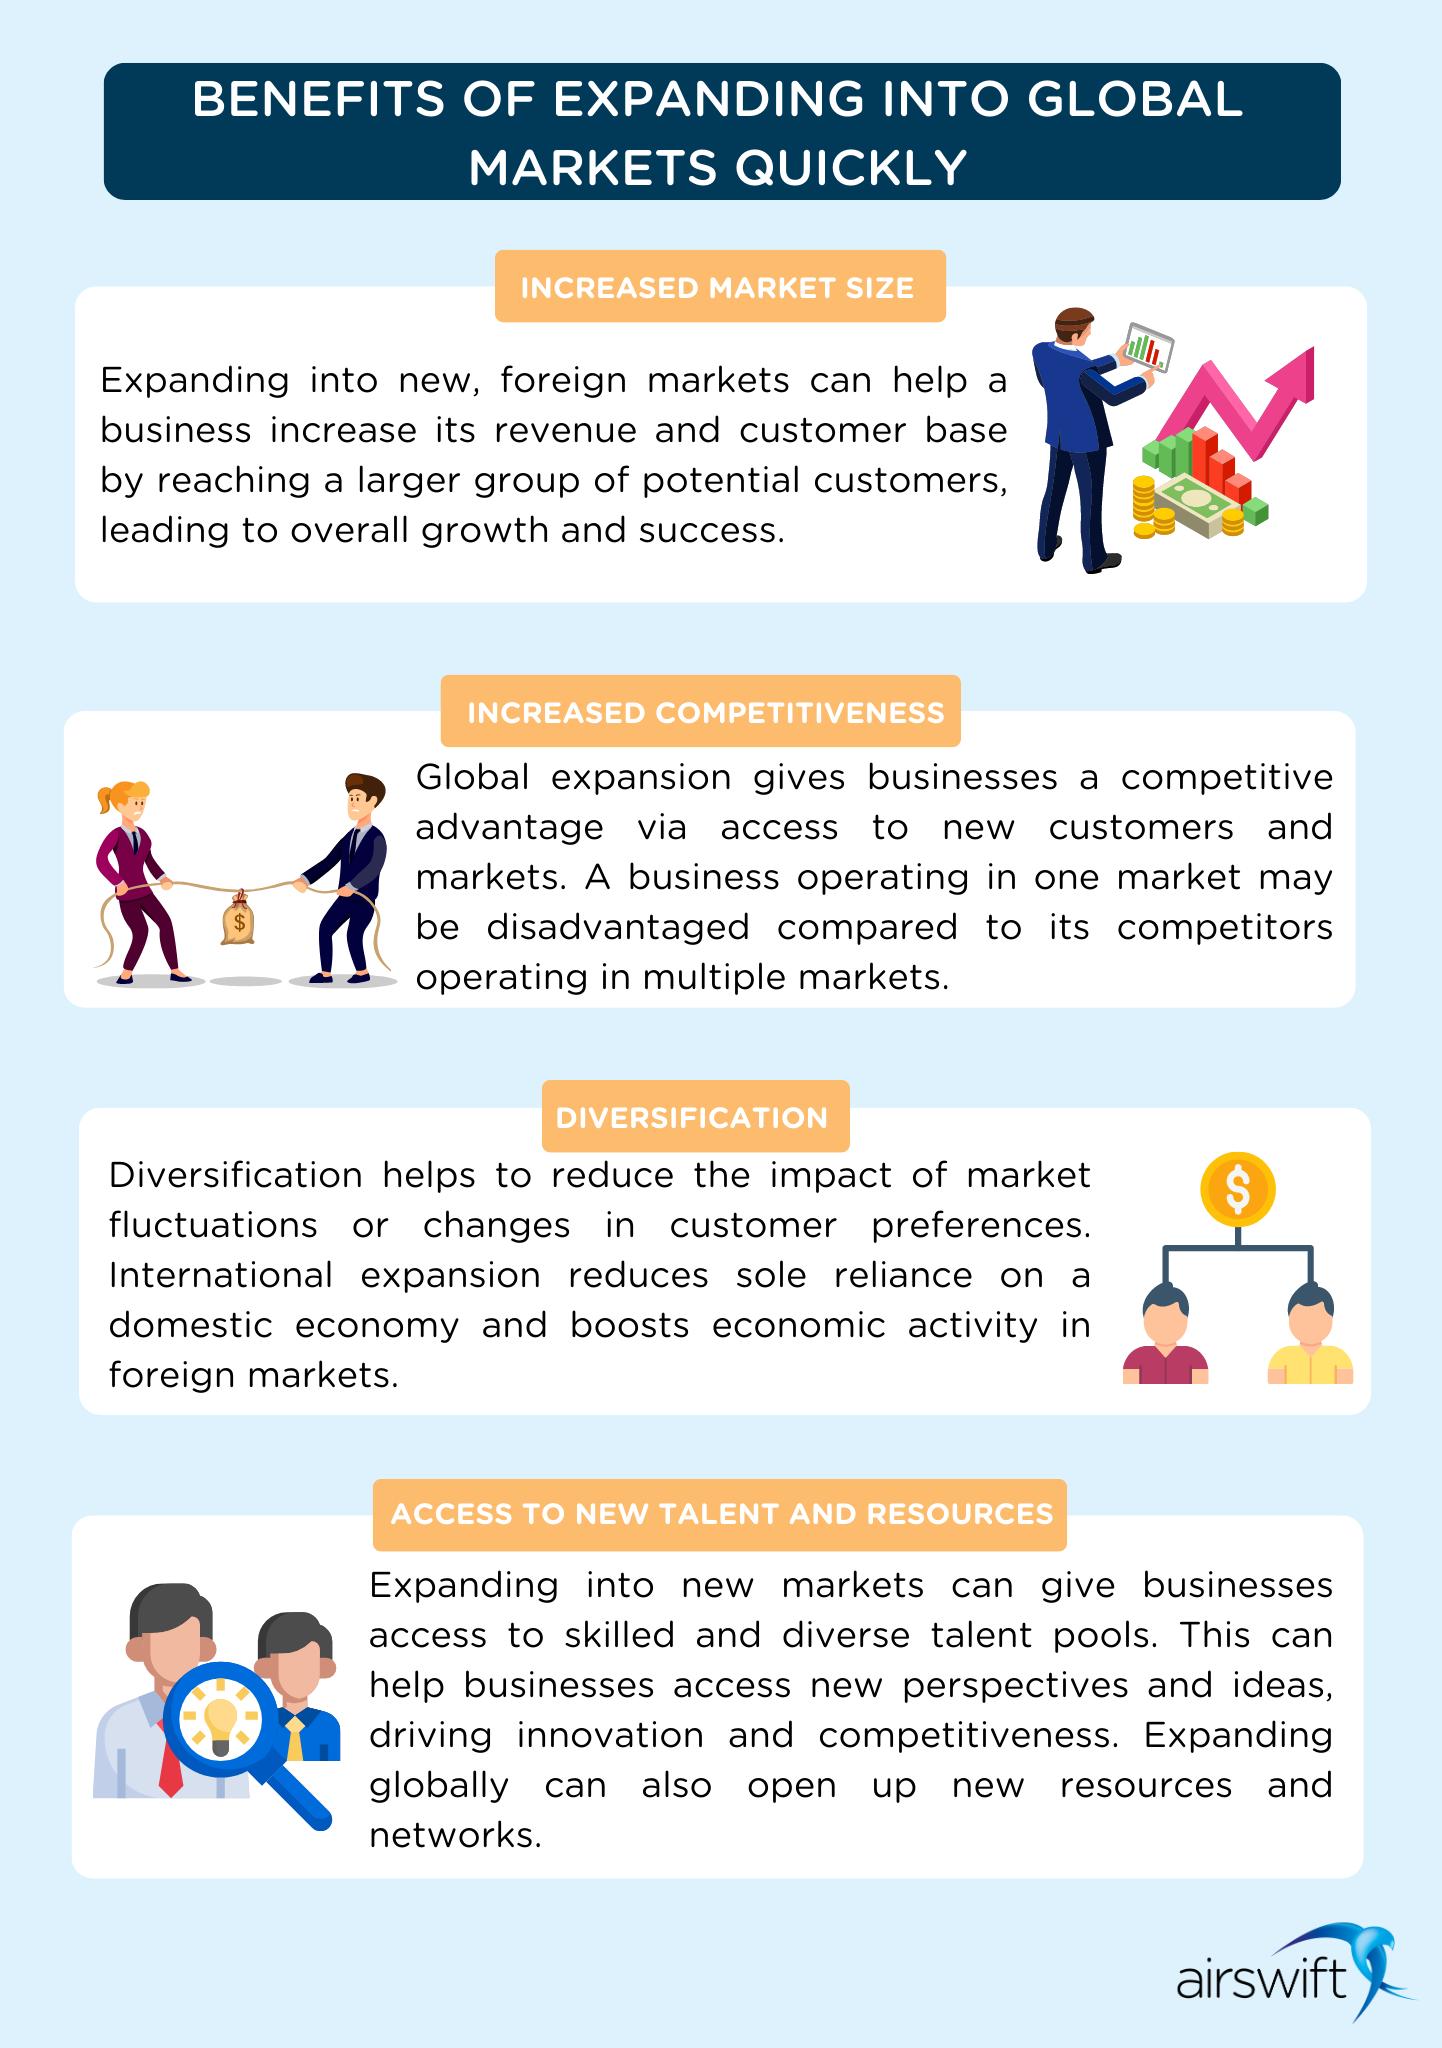 BENEFITS OF EXPANDING INTO GLOBAL
MARKETS QUICKLY
INCREASED MARKET SIZE
Expanding into new, foreign markets can help a
business increase its revenue and customer base
by reaching a larger group of potential customers,
leading to overall growth and success.
INCREASED COMPETITIVENESS
$
Global expansion gives businesses a competitive
advantage via access to new customers and
markets. A business operating in one market may
be disadvantaged compared to its competitors
operating in multiple markets.
DIVERSIFICATION
Diversification helps to reduce the impact of market
fluctuations or changes in customer preferences.
International expansion reduces sole reliance on a
domestic economy and boosts economic activity in
foreign markets.
$
ACCESS TO NEW TALENT AND RESOURCES
Expanding into new markets can give businesses
access to skilled and diverse talent pools. This can
help businesses access new perspectives and ideas,
driving innovation and competitiveness. Expanding
globally can also open up new resources and
networks.
airswift